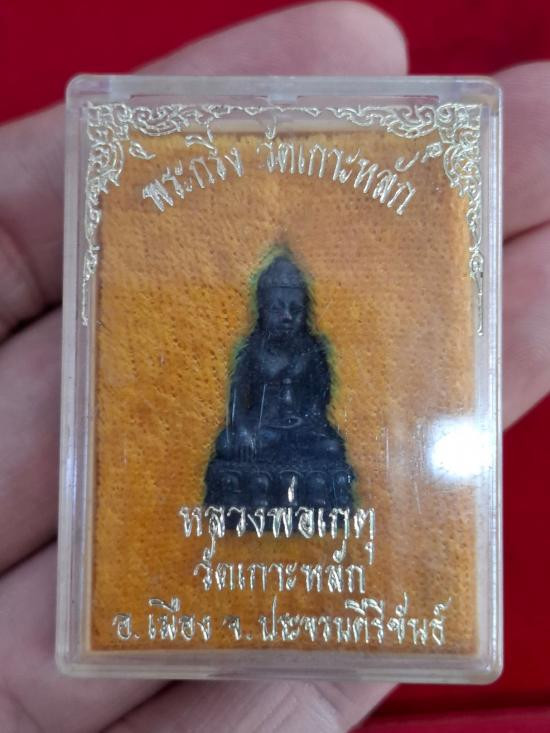 พระกริ่ง วัดเกาะหลัก
หลวงพ่อเกตุ
วัดเกาะหลัก
อ.เมือง จ.ประจวบคีรีขันธ์